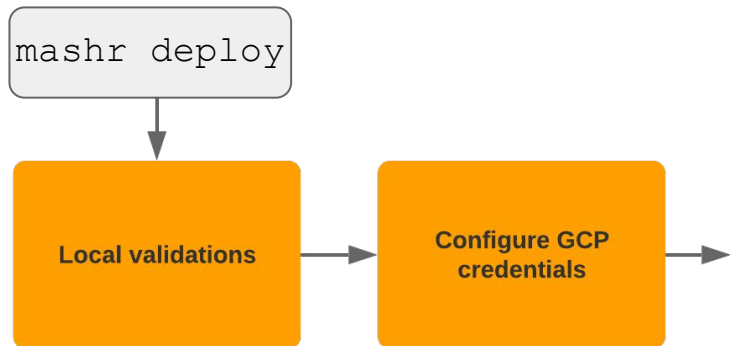 mashr deploy
Local validations
Configure GCP
credentials